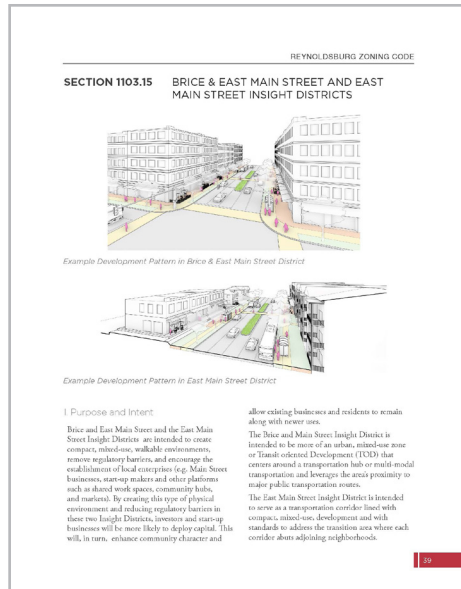 REYNOLDSBURG ZONING CODE
SECTION 1103.15 BRICE & EAST MAIN STREET AND EAST
MAIN STREET INSIGHT DISTRICTS
Example Development Pattern in Brice & East Main Street District
Example Development Pattern in East Main Street District
I. Purpose and Intent
Brice and East Main Street and the East Main
Street Insight Districts are intended to create
compact, mixed-use, walkable environments,
remove regulatory barriers, and encourage the
establishment of local enterprises (e.g. Main Street
businesses, start-up makers and other platforms
such as shared work spaces, community hubs,
and markets). By creating this type of physical
environment and reducing regulatory barriers in
these two Insight Districts, investors and start-up
businesses will be more likely to deploy capital. This
will, in turn, enhance community character and
allow existing businesses and residents to remain
along with newer uses.
The Brice and Main Street Insight District is
intended to be more of an urban, mixed-use zone
or Transit oriented Development (TOD) that
centers around a transportation hub or multi-modal
transportation and leverages the area's proximity to
major public transportation routes.
The East Main Street Insight District is intended
to serve as a transportation corridor lined with
compact, mixed-use, development and with
standards to address the transition area where each
corridor abuts adjoining neighborhoods.
39